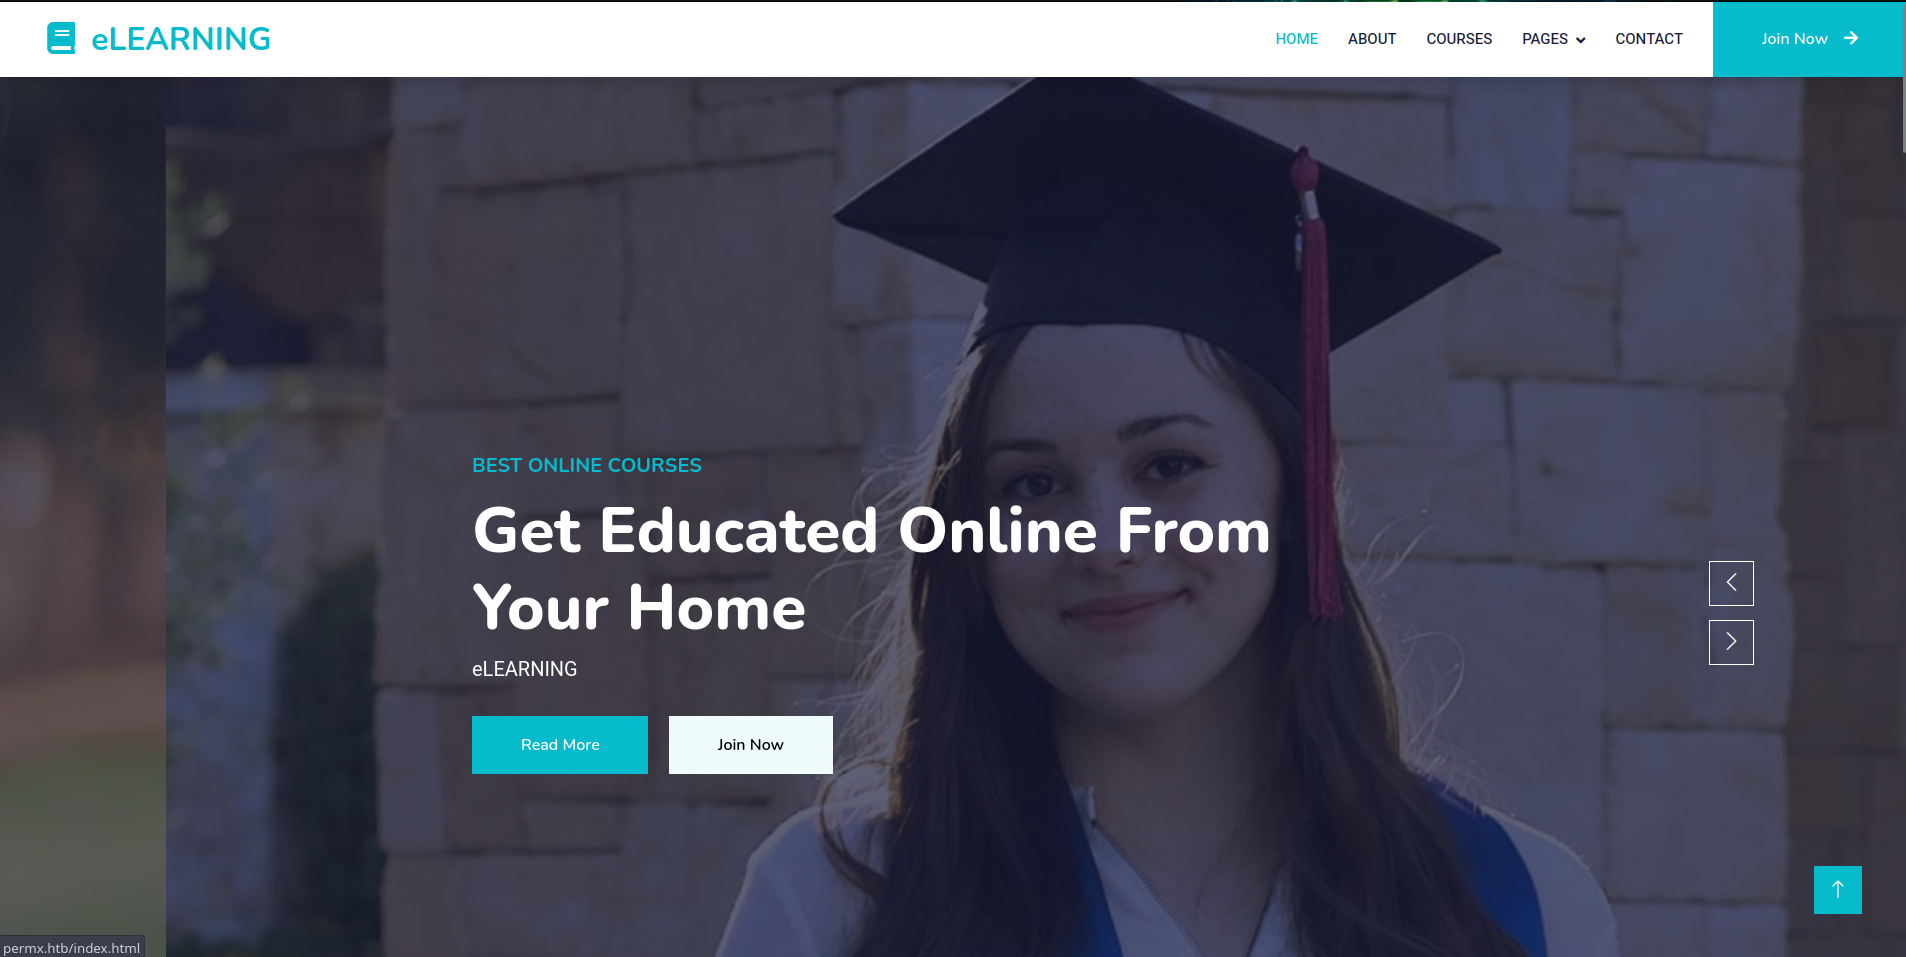 eLEARNING
HOME
ABOUT
COURSES
PAGES
CONTACT
Join Now
BEST ONLINE COURSES
Get Educated Online From
Your Home
eLEARNING
Read More
Join Now
permx.htb/index.html